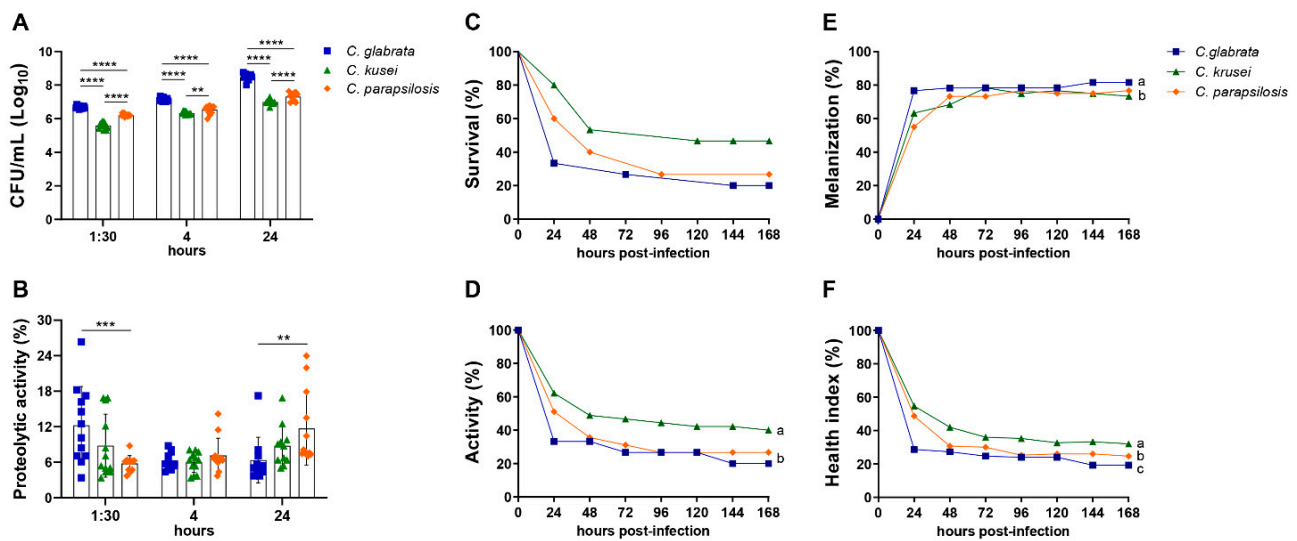 A
CFU/mL (Log10)
10
8
6
4
2
0
****
****
****
****
****
**
****
****
****
1:30
4
24
hours
C. glabrata
C. kusei
C. parapsilosis
B
Proteolytic activity (%)
30
24
18
12
6
0
***
**
1:30
4
24
hours
C
Survival (%)
100
80
60
40
20
0
0 24 48 72 96 120 144 168
hours post-infection
D
Activity (%)
100
80
60
40
20
0
a
b
0 24 48 72 96 120 144 168
hours post-infection
E
Melanization (%)
100
80
60
40
20
0
a
b
0 24 48 72 96 120 144 168
hours post-infection
C.glabrata
C. krusei
C. parapsilosis
F
Health index (%)
100
80
60
40
20
0
a
b
c
0 24 48 72 96 120 144 168
hours post-infection